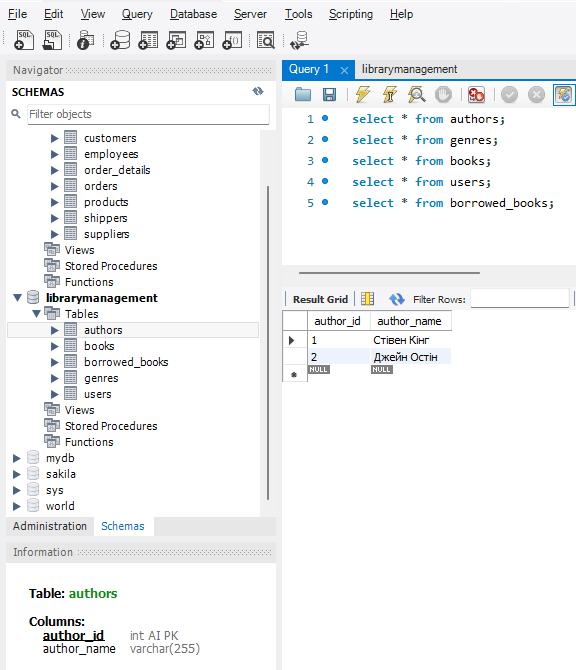 File Edit View Query Database Server Tools Scripting Help
SQL SQL
Navigator
SCHEMAS
Filter objects
customers
employees
order_details
orders
products
shippers
suppliers
Views
Stored Procedures
Functions
librarymanagement
Tables
authors
books
borrowed_books
genres
users
Views
Stored Procedures
Functions
mydb
sakila
sys
world
Administration Schemas
Information
Table: authors
Columns:
author_id int AI PK
author_name varchar(255)
Query 1 librarymanagement
1 select * from authors;
2 select * from genres;
3 select * from books;
4 select * from users;
5 select * from borrowed_books;
Result Grid Filter Rows:
author_id author_name
1 Стівен Кінг
2 Джейн Остін
NULL NULL